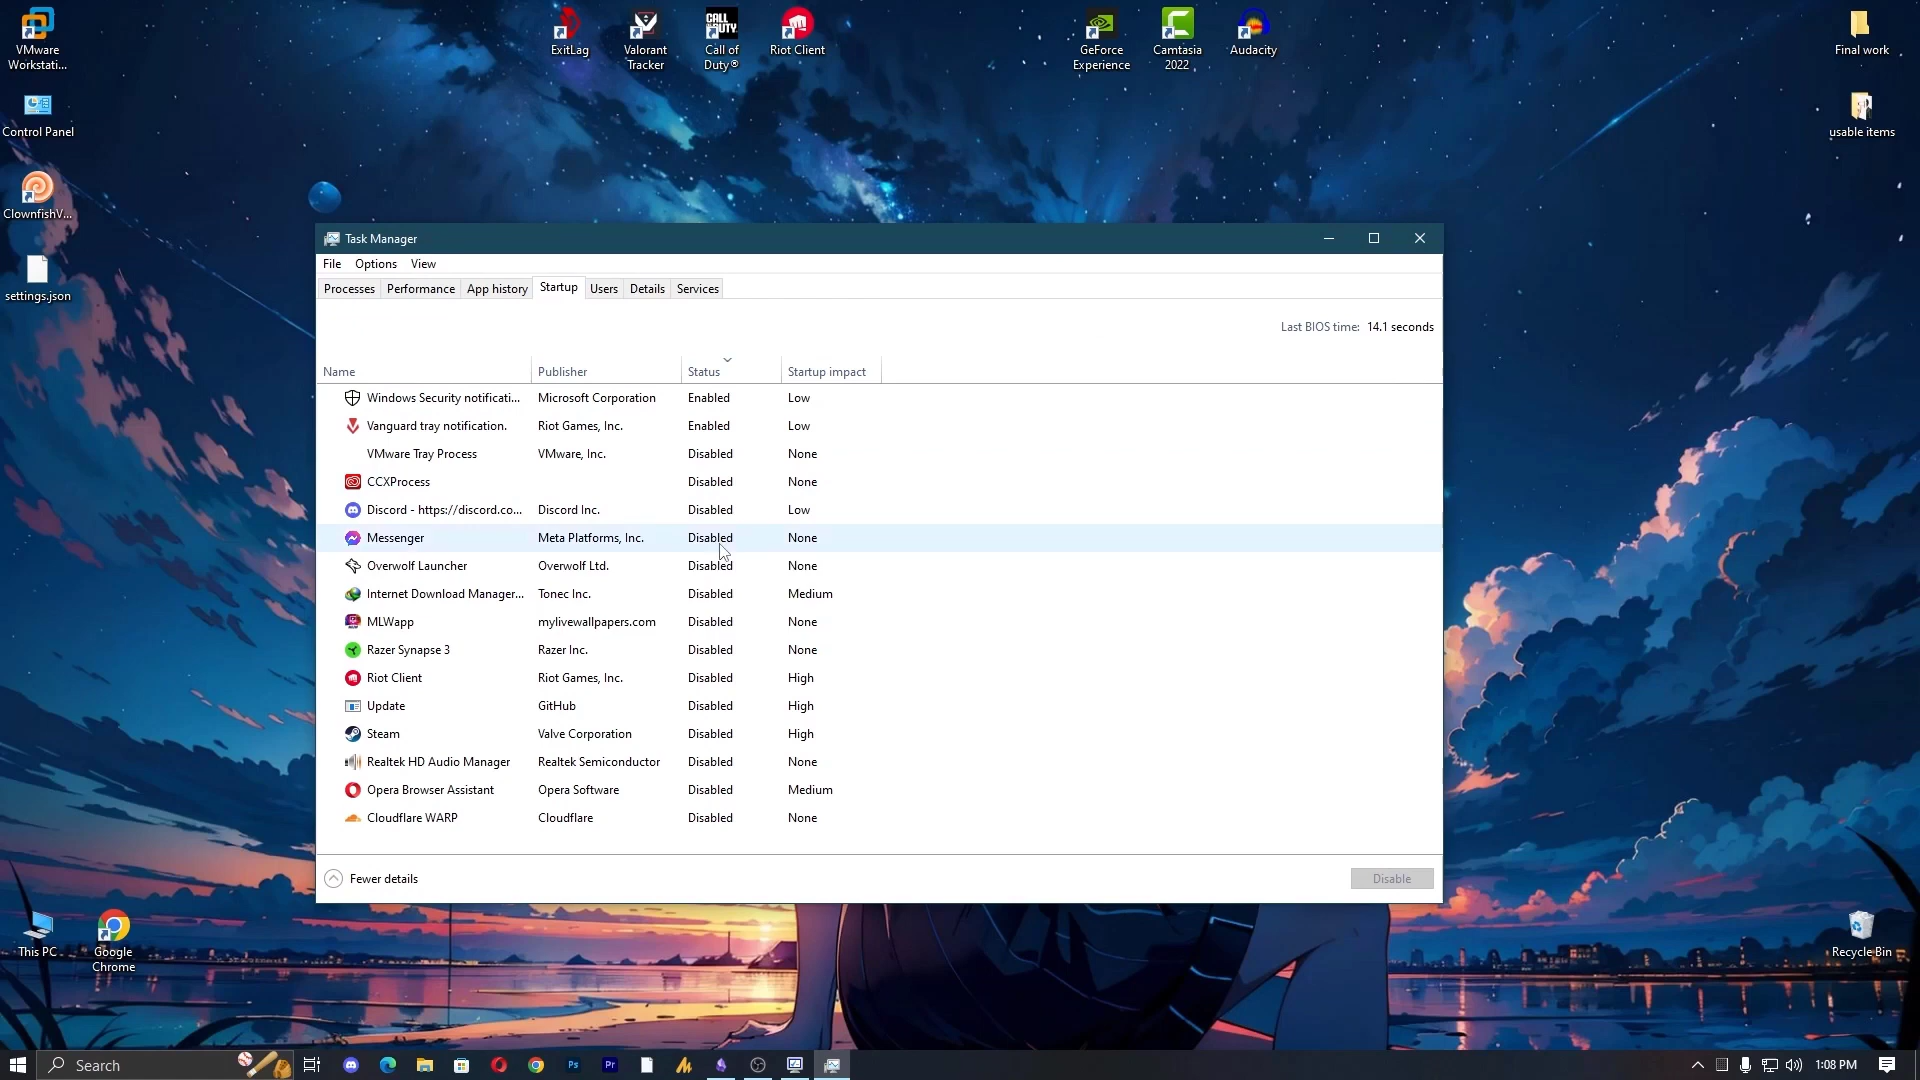 VMware
Workstati...
ExitLag
Valorant
Tracker
CALL OF DUTY
Call of
Duty®
Riot Client
GeForce
Experience
Camtasia
2022
Audacity
Final work
Control Panel
usable items
ClownfishV...
settings.json
Task Manager
File Options View
Processes Performance App history Startup Users Details Services
Last BIOS time: 14.1 seconds
Name Publisher Status Startup impact
Windows Security notificati... Microsoft Corporation Enabled Low
Vanguard tray notification. Riot Games, Inc. Enabled Low
VMware Tray Process VMware, Inc. Disabled None
CCXProcess Disabled None
Discord - https://discord.co... Discord Inc. Disabled Low
Messenger Meta Platforms, Inc. Disabled None
Overwolf Launcher Overwolf Ltd. Disabled None
Internet Download Manager... Tonec Inc. Disabled Medium
MLWapp mylivewallpapers.com Disabled None
Razer Synapse 3 Razer Inc. Disabled None
Riot Client Riot Games, Inc. Disabled High
Update GitHub Disabled High
Steam Valve Corporation Disabled High
Realtek HD Audio Manager Realtek Semiconductor Disabled None
Opera Browser Assistant Opera Software Disabled Medium
Cloudflare WARP Cloudflare Disabled None
Fewer details Disable
This PC
Google
Chrome
Recycle Bin
Search Ps Pr 1:08 PM